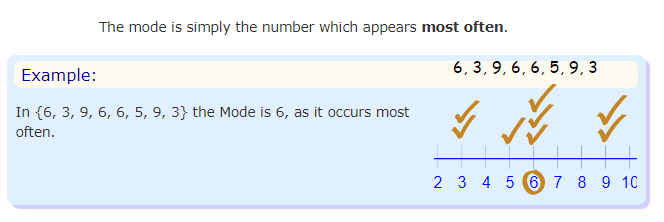 The mode is simply the number which appears most often.
Example:
6, 3, 9, 6, 6, 5, 9, 3
In {6, 3, 9, 6, 6, 5, 9, 3} the Mode is 6, as it occurs most
often.
2 3 4 5 6 7 8 9 10